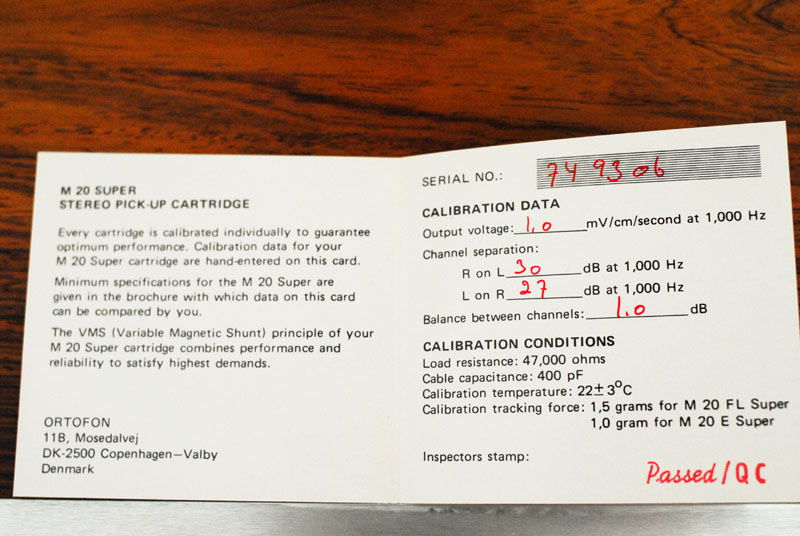 M 20 SUPER
STEREO PICK-UP CARTRIDGE
Every cartridge is calibrated individually to guarantee
optimum performance. Calibration data for your
M 20 Super cartridge are hand-entered on this card.
Minimum specifications for the M 20 Super are
given in the brochure with which data on this card
can be compared by you.
The VMS (Variable Magnetic Shunt) principle of your
M 20 Super cartridge combines performance and
reliability to satisfy highest demands.
ORTOFON
11B, Mosedalvej
DK-2500 Copenhagen–Valby
Denmark
SERIAL NO.: 749306
CALIBRATION DATA
Output voltage: 1,0 mV/cm/second at 1,000 Hz
Channel separation:
R on L 30 dB at 1,000 Hz
L on R 27 dB at 1,000 Hz
Balance between channels: 1.0 dB
CALIBRATION CONDITIONS
Load resistance: 47,000 ohms
Cable capacitance: 400 pF
Calibration temperature: 22±3°C
Calibration tracking force: 1,5 grams for M 20 FL Super
1,0 gram for M 20 E Super
Inspectors stamp:
Passed/QC